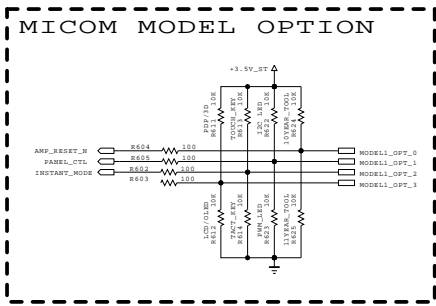 MICOM MODEL OPTION
+3.5V_ST
PDP/3D
R611 10K
TOUCH_KEY
R613 10K
I2C_LED
R622 10K
10YEAR_TOOL
R624 10K
AMP_RESET_N R604 100 MODEL1_OPT_0
PANEL_CTL R605 100 MODEL1_OPT_1
INSTANT_MODE R602 100 MODEL1_OPT_2
R603 100 MODEL1_OPT_3
LCD/OLED
R612 10K
TACT_KEY
R614 10K
PWM_LED
R623 10K
11YEAR_TOOL
R625 10K